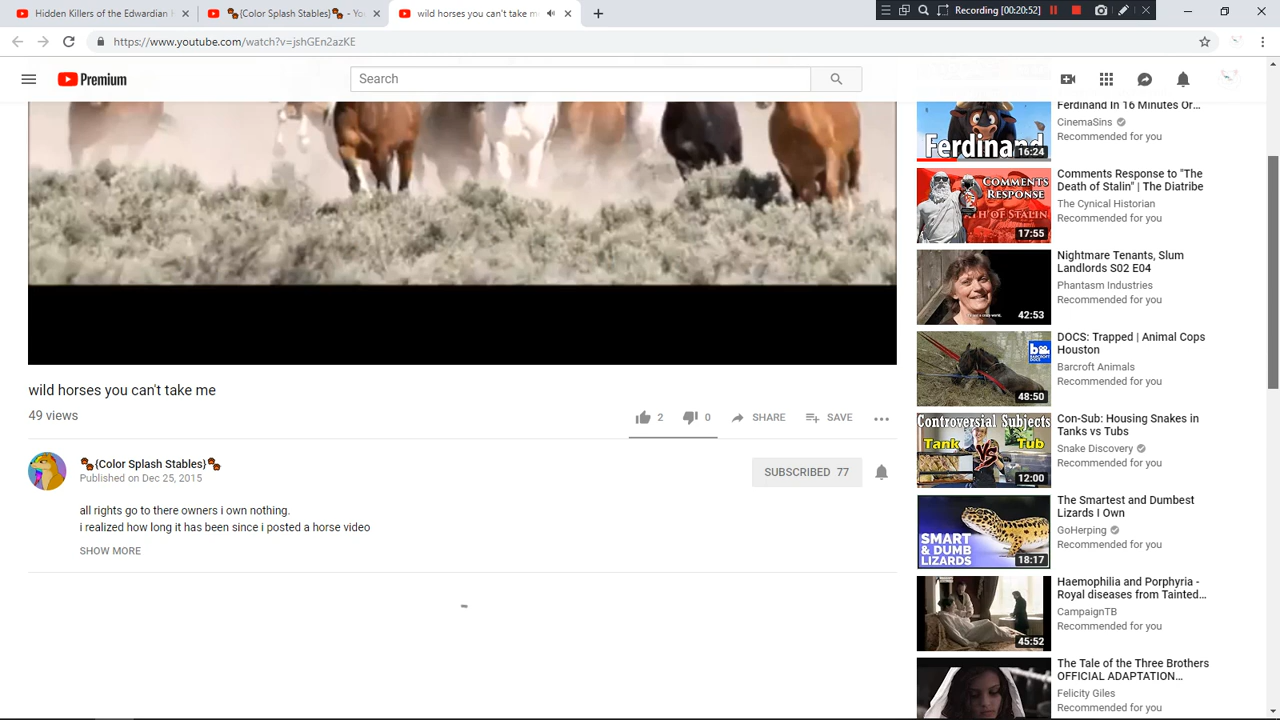 Hidden Killers of the Edwardian
{Color Splash Stables} - Yo
wild horses you can't take m
Recording [00:20:52]
https://www.youtube.com/watch?v=jshGEn2azKE
Premium
Search
wild horses you can't take me
49 views
2
0
SHARE
SAVE
{Color Splash Stables}
Published on Dec 25, 2015
SUBSCRIBED 77
all rights go to there owners i own nothing.
i realized how long it has been since i posted a horse video
SHOW MORE
Ferdinand
16:24
Ferdinand In 16 Minutes Or...
CinemaSins
Recommended for you
COMMENTS
RESPONSE
TH OF STALIN
17:55
Comments Response to "The
Death of Stalin" | The Diatribe
The Cynical Historian
Recommended for you
42:53
Nightmare Tenants, Slum
Landlords S02 E04
Phantasm Industries
Recommended for you
BARCROFT
DOCS
48:50
DOCS: Trapped | Animal Cops
Houston
Barcroft Animals
Recommended for you
Controversial Subjects
Tank
VS
Tub
12:00
Con-Sub: Housing Snakes in
Tanks vs Tubs
Snake Discovery
Recommended for you
SMART
& DUMB
LIZARDS
18:17
The Smartest and Dumbest
Lizards I Own
GoHerping
Recommended for you
45:52
Haemophilia and Porphyria -
Royal diseases from Tainted...
CampaignTB
Recommended for you
The Tale of the Three Brothers
OFFICIAL ADAPTATION...
Felicity Giles
Recommended for you